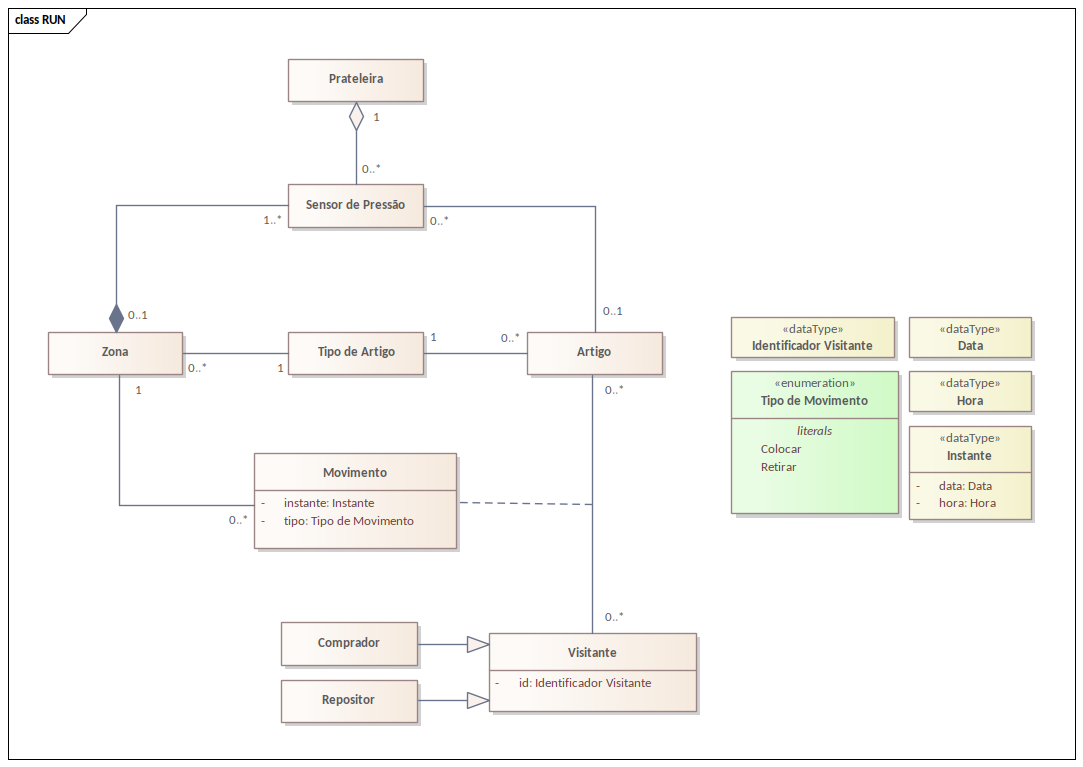 class RUN
Prateleira
1
0..*
Sensor de Pressão
1..*
0..*
0..1
0..1
Zona
0..*
1
Tipo de Artigo
1
0..*
Artigo
1
0..*
Movimento
- instante: Instante
- tipo: Tipo de Movimento
0..*
0..*
Comprador
Repositor
Visitante
- id: Identificador Visitante
«dataType»
Identificador Visitante
«dataType»
Data
«enumeration»
Tipo de Movimento
literals
Colocar
Retirar
«dataType»
Hora
«dataType»
Instante
- data: Data
- hora: Hora